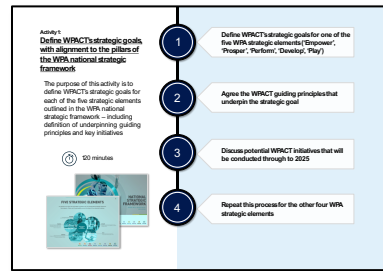 Activity 1:
Define WPACT's strategic goals,
with alignment to the pillars of
the WPA national strategic
framework
The purpose of this activity is to
define WPACT's strategic goals for
each of the five strategic elements
outlined in the WPA national
strategic framework – including
definition of underpinning guiding
principles and key initiatives
120 minutes
FIVE STRATEGIC ELEMENTS
NATIONAL
STRATEGIC
FRAMEWORK
1
Define WPACT's strategic goals for one of the
five WPA strategic elements ('Empower',
'Prosper', 'Perform', 'Develop', 'Play')
2
Agree the WPACT guiding principles that
underpin the strategic goal
3
Discuss potential WPACT initiatives that will
be conducted through to 2025
4
Repeat this process for the other four WPA
strategic elements